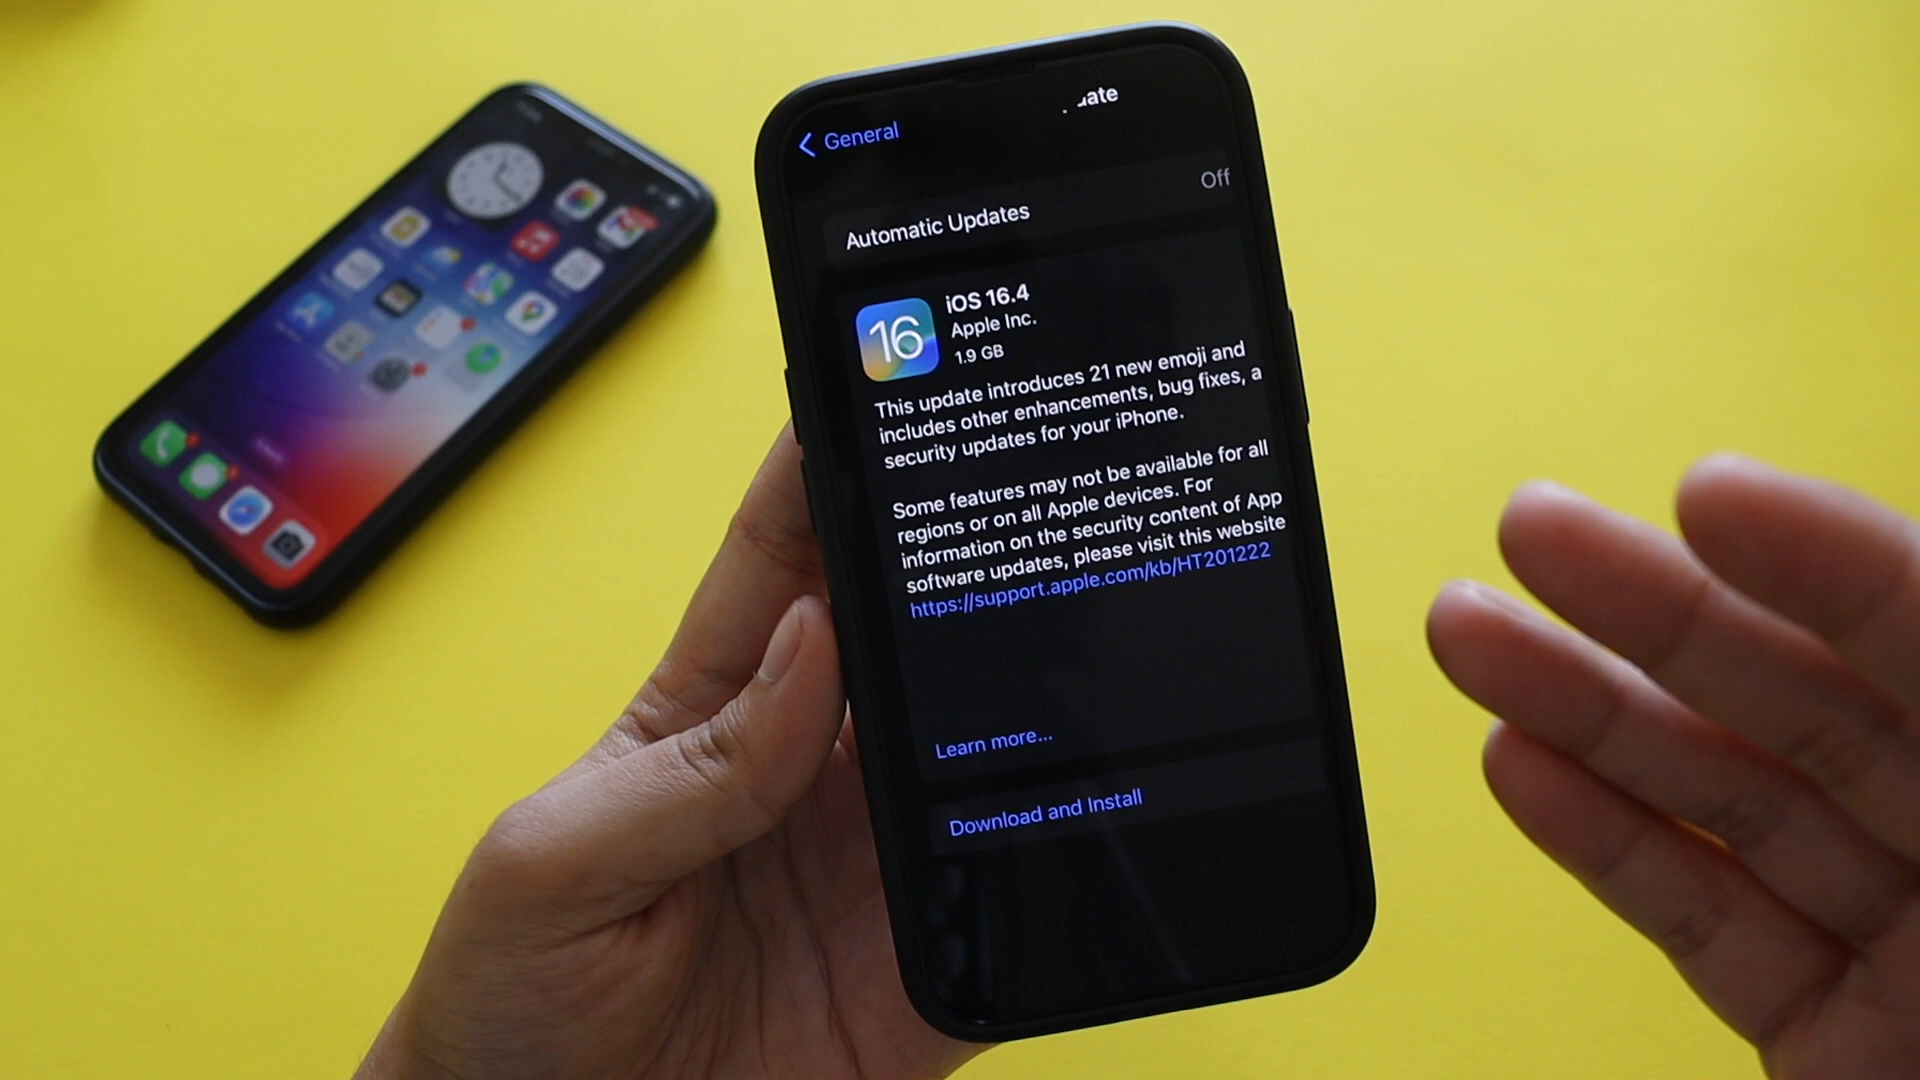 General
Automatic Updates
Off
16
iOS 16.4
Apple Inc.
1.9 GB
This update introduces 21 new emoji and
includes other enhancements, bug fixes, a
security updates for your iPhone.
Some features may not be available for all
regions or on all Apple devices. For
information on the security content of App
software updates, please visit this website
https://support.apple.com/kb/HT201222
Learn more...
Download and Install